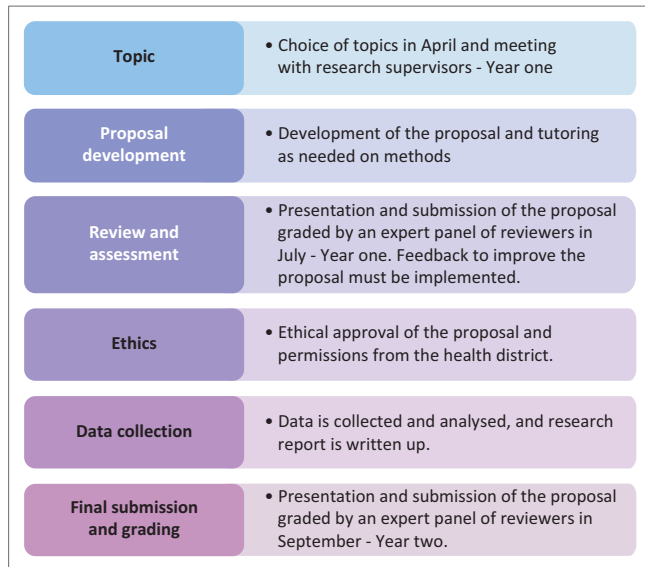 Topic
• Choice of topics in April and meeting
with research supervisors - Year one
Proposal
development
• Development of the proposal and tutoring
as needed on methods
Review and
assessment
• Presentation and submission of the proposal
graded by an expert panel of reviewers in
July - Year one. Feedback to improve the
proposal must be implemented.
Ethics
• Ethical approval of the proposal and
permissions from the health district.
Data collection
• Data is collected and analysed, and research
report is written up.
Final submission
and grading
• Presentation and submission of the proposal
graded by an expert panel of reviewers in
September - Year two.